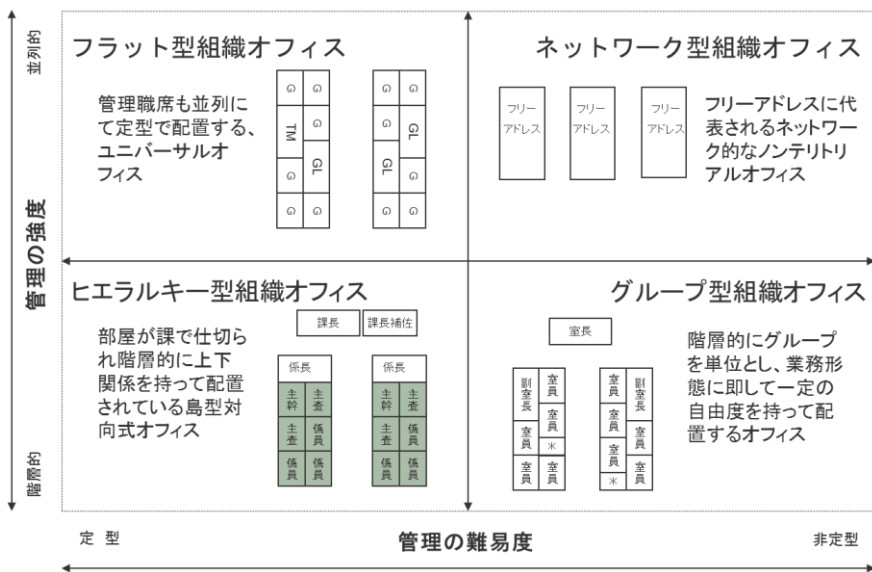 並列的
管理の強度
階層的
フラット型組織オフィス
管理職席も並列に
て定型で配置する、
ユニバーサルオ
フィス
G
G
TM
G
GL
G
G
G
G
G
G
GL
GL
G
G
G
ネットワーク型組織オフィス
フリー
アドレス
フリー
アドレス
フリー
アドレス
フリーアドレスに代
表されるネットワー
ク的なノンテリトリ
アルオフィス
ヒエラルキー型組織オフィス
部屋が課で仕切ら
れ階層的に上下
関係を持って配置
されている島型対
向式オフィス
課長
課長補佐
係長
主幹
主査
主査
係員
係員
係員
係長
主幹
主査
主査
係員
係員
係員
グループ型組織オフィス
室長
副室長
室員
室員
室員
室員
※
室員
室員
室員
室員
※
副室長
室員
室員
階層的にグループ
を単位とし、業務形
態に即して一定の
自由度を持って配
置するオフィス
定 型
管理の難易度
非定型